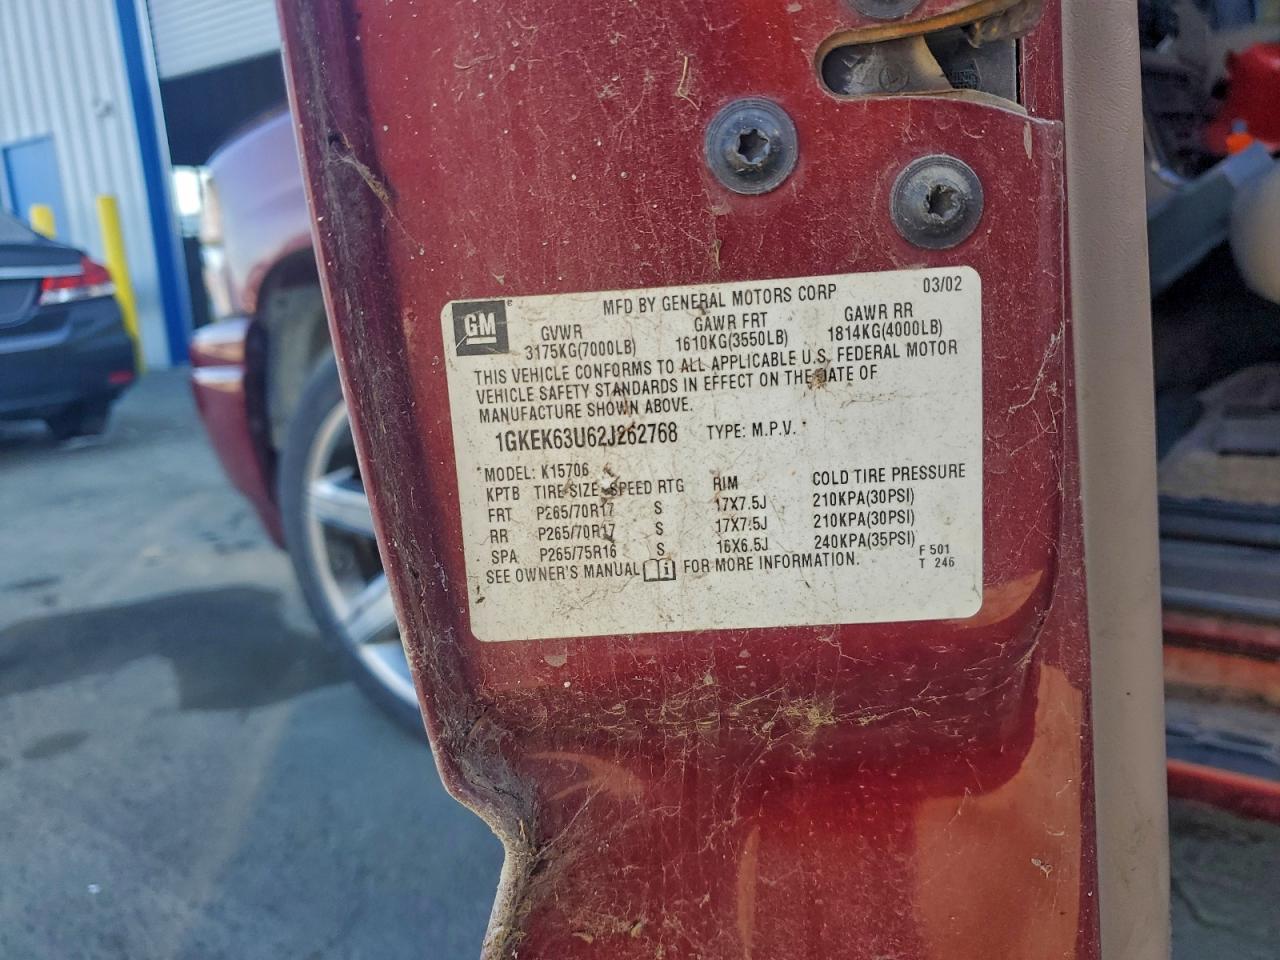 GM
MFD BY GENERAL MOTORS CORP 03/02
GVWR GAWR FRT GAWR RR
3175KG(7000LB) 1610KG(3550LB) 1814KG(4000LB)
THIS VEHICLE CONFORMS TO ALL APPLICABLE U.S. FEDERAL MOTOR
VEHICLE SAFETY STANDARDS IN EFFECT ON THE DATE OF
MANUFACTURE SHOWN ABOVE.
1GKEK63U62J262768 TYPE: M.P.V.
MODEL: K15706
KPTB TIRE SIZE SPEED RTG RIM COLD TIRE PRESSURE
FRT P265/70R17 S 17X7.5J 210KPA(30PSI)
RR P265/70R17 S 17X7.5J 210KPA(30PSI)
SPA P265/75R16 S 16X6.5J 240KPA(35PSI)
SEE OWNER'S MANUAL FOR MORE INFORMATION.
F 501
T 246